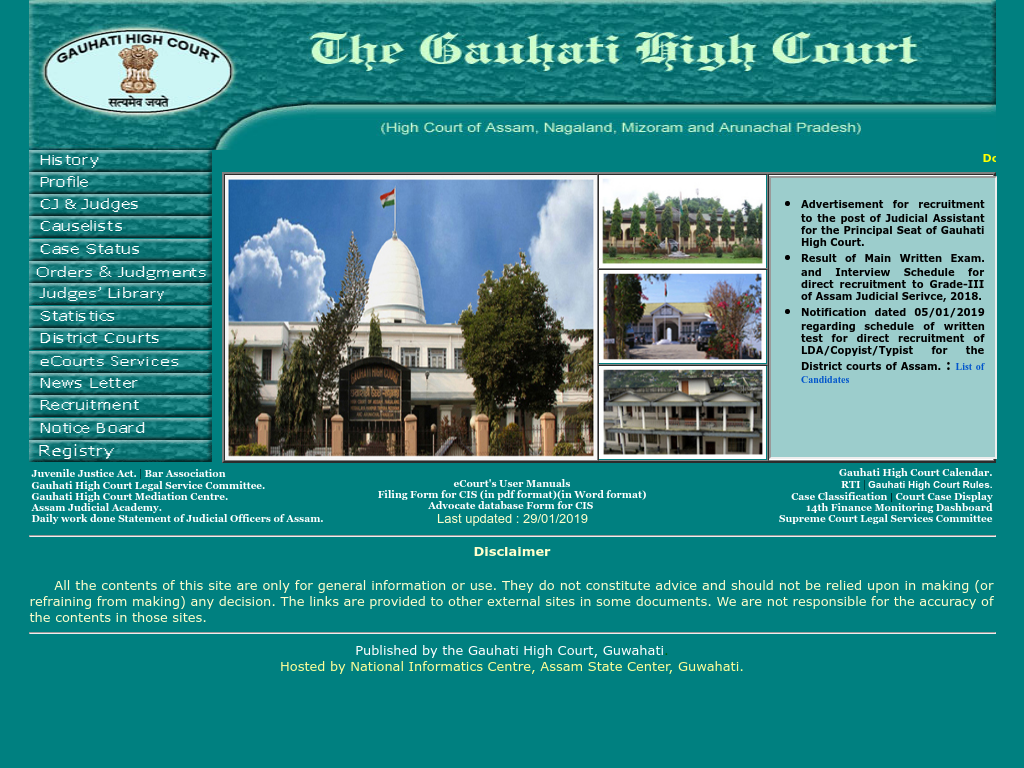 GAUHATI HIGH COURT
सत्यमेव जयते
The Gauhati High Court
(High Court of Assam, Nagaland, Mizoram and Arunachal Pradesh)
History
Profile
CJ & Judges
Causelists
Case Status
Orders & Judgments
Judges' Library
Statistics
District Courts
eCourts Services
News Letter
Recruitment
Notice Board
Registry
GAUHATI HIGH COURT
Advertisement for recruitment
to the post of Judicial Assistant
for the Principal Seat of Gauhati
High Court.
Result of Main Written Exam.
and Interview Schedule for
direct recruitment to Grade-III
of Assam Judicial Serivce, 2018.
Notification dated 05/01/2019
regarding schedule of written
test for direct recruitment of
LDA/Copyist/Typist for the
District courts of Assam. : List of
Candidates
Juvenile Justice Act. | Bar Association
Gauhati High Court Legal Service Committee.
Gauhati High Court Mediation Centre.
Assam Judicial Academy.
Daily work done Statement of Judicial Officers of Assam.
eCourt's User Manuals
Filing Form for CIS (in pdf format)(in Word format)
Advocate database Form for CIS
Last updated : 29/01/2019
Gauhati High Court Calendar.
RTI | Gauhati High Court Rules.
Case Classification | Court Case Display
14th Finance Monitoring Dashboard
Supreme Court Legal Services Committee
Disclaimer
All the contents of this site are only for general information or use. They do not constitute advice and should not be relied upon in making (or
refraining from making) any decision. The links are provided to other external sites in some documents. We are not responsible for the accuracy of
the contents in those sites.
Published by the Gauhati High Court, Guwahati
Hosted by National Informatics Centre, Assam State Center, Guwahati.